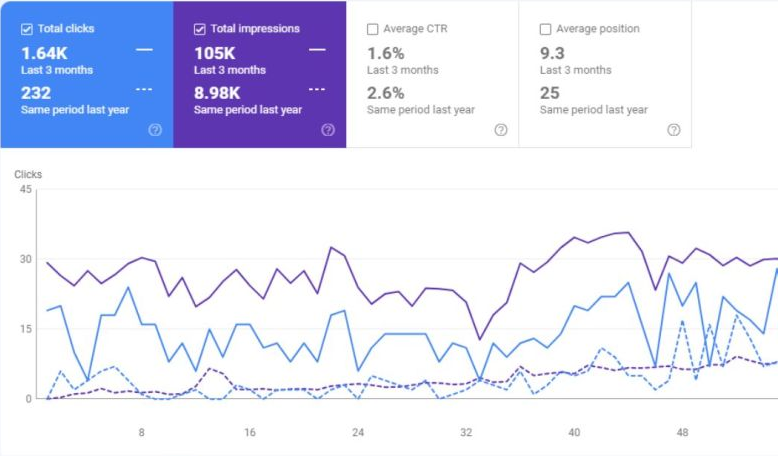 Total clicks
1.64K
Last 3 months
232
Same period last year
Total impressions
105K
Last 3 months
8.98K
Same period last year
Average CTR
1.6%
Last 3 months
2.6%
Same period last year
Average position
9.3
Last 3 months
25
Same period last year
Clicks
45
30
15
0
8 16 24 32 40 48